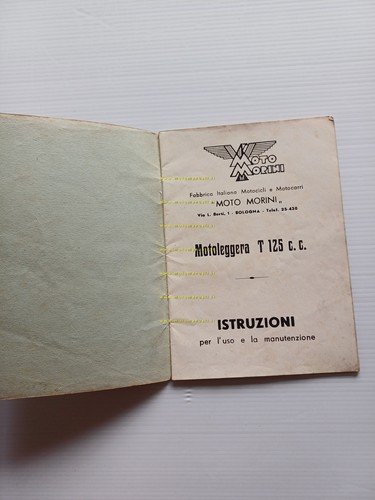 MOTO
MORINI
Fabbrica Italiana Motocicli e Motocarri
"MOTO MORINI„
Via L. Berti, 1 - BOLOGNA - Telef. 25-420
Motoleggera T 125 c. c.
ISTRUZIONI
per l'uso e la manutenzione